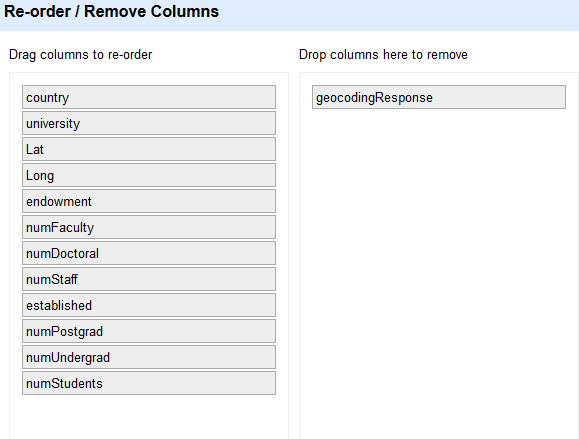 Re-order / Remove Columns
Drag columns to re-order
Drop columns here to remove
country
university
Lat
Long
endowment
numFaculty
numDoctoral
numStaff
established
numPostgrad
numUndergrad
numStudents
geocodingResponse